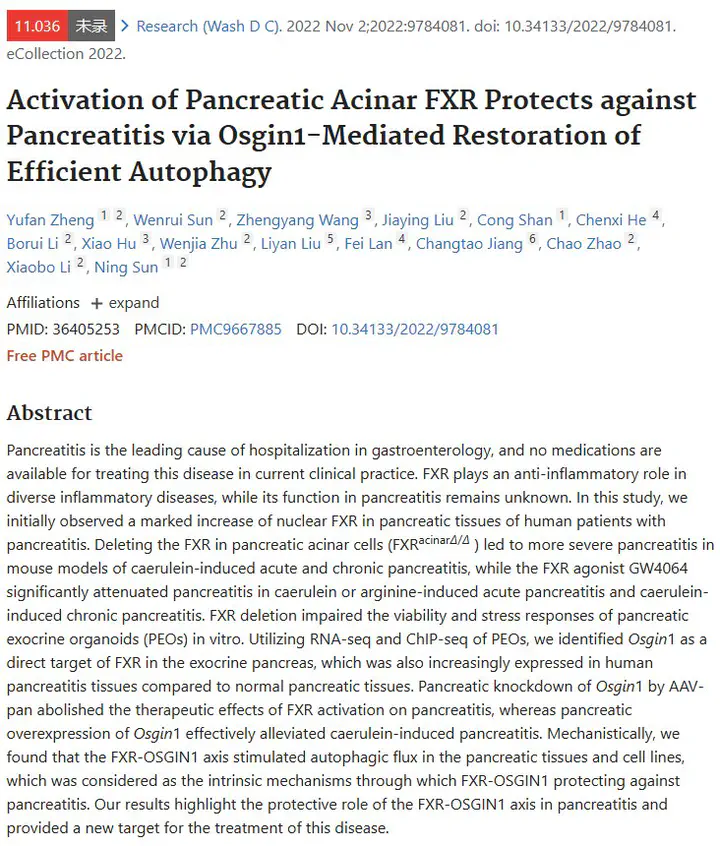 11.036 未录 > Research (Wash D C). 2022 Nov 2;2022:9784081. doi: 10.34133/2022/9784081.
eCollection 2022.
Activation of Pancreatic Acinar FXR Protects against
Pancreatitis via Osgin1-Mediated Restoration of
Efficient Autophagy
Yufan Zheng 1 2, Wenrui Sun 2, Zhengyang Wang 3, Jiaying Liu 2, Cong Shan 1, Chenxi He 4,
Borui Li 2, Xiao Hu 3, Wenjia Zhu 2, Liyan Liu 5, Fei Lan 4, Changtao Jiang 6, Chao Zhao 2,
Xiaobo Li 2, Ning Sun 1 2
Affiliations + expand
PMID: 36405253 PMCID: PMC9667885 DOI: 10.34133/2022/9784081
Free PMC article
Abstract
Pancreatitis is the leading cause of hospitalization in gastroenterology, and no medications are
available for treating this disease in current clinical practice. FXR plays an anti-inflammatory role in
diverse inflammatory diseases, while its function in pancreatitis remains unknown. In this study, we
initially observed a marked increase of nuclear FXR in pancreatic tissues of human patients with
pancreatitis. Deleting the FXR in pancreatic acinar cells (FXRacinarΔ/Δ ) led to more severe pancreatitis in
mouse models of caerulein-induced acute and chronic pancreatitis, while the FXR agonist GW4064
significantly attenuated pancreatitis in caerulein or arginine-induced acute pancreatitis and caerulein-
induced chronic pancreatitis. FXR deletion impaired the viability and stress responses of pancreatic
exocrine organoids (PEOs) in vitro. Utilizing RNA-seq and ChIP-seq of PEOs, we identified Osgin1 as a
direct target of FXR in the exocrine pancreas, which was also increasingly expressed in human
pancreatitis tissues compared to normal pancreatic tissues. Pancreatic knockdown of Osgin1 by AAV-
pan abolished the therapeutic effects of FXR activation on pancreatitis, whereas pancreatic
overexpression of Osgin1 effectively alleviated caerulein-induced pancreatitis. Mechanistically, we
found that the FXR-OSGIN1 axis stimulated autophagic flux in the pancreatic tissues and cell lines,
which was considered as the intrinsic mechanisms through which FXR-OSGIN1 protecting against
pancreatitis. Our results highlight the protective role of the FXR-OSGIN1 axis in pancreatitis and
provided a new target for the treatment of this disease.